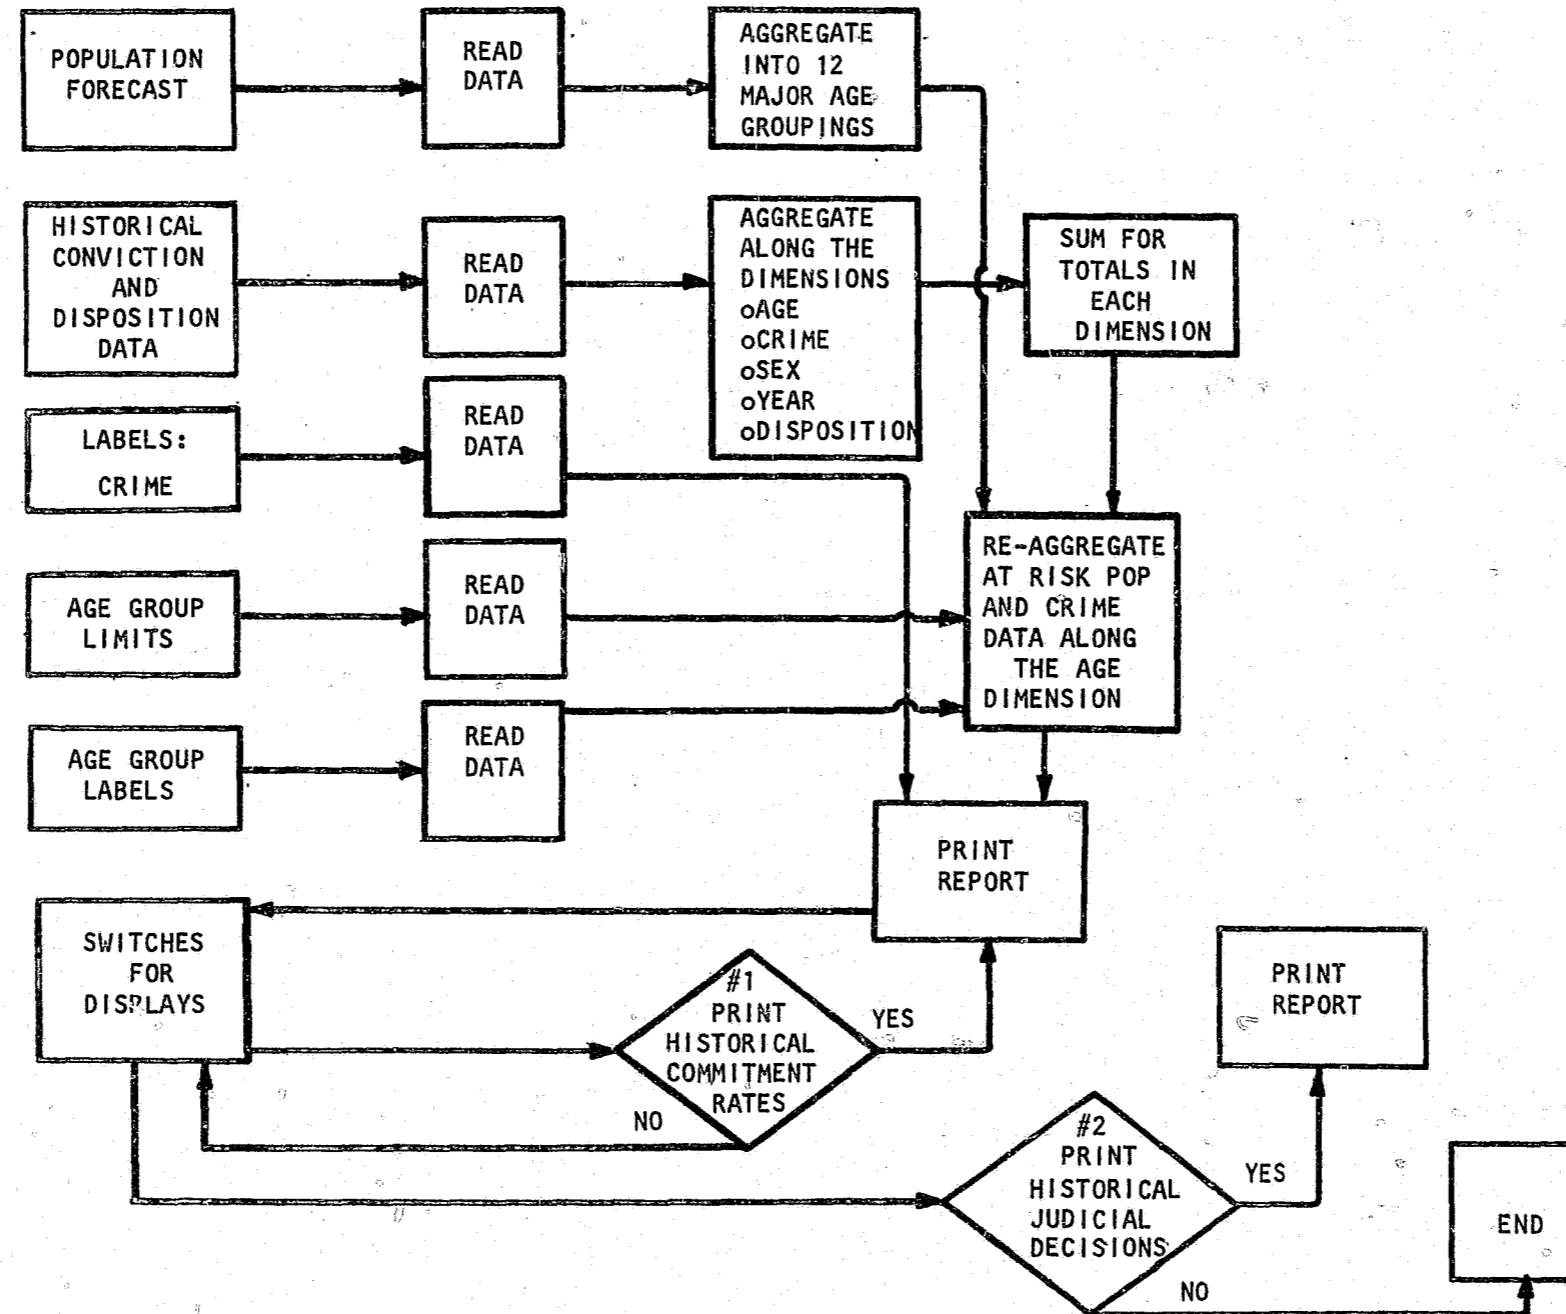 POPULATION
FORECAST
READ
DATA
AGGREGATE
INTO 12
MAJOR AGE
GROUPINGS
HISTORICAL
CONVICTION
AND
DISPOSITION
DATA
READ
DATA
AGGREGATE
ALONG THE
DIMENSIONS
oAGE
oCRIME
oSEX
oYEAR
oDISPOSITION
SUM FOR
TOTALS IN
EACH
DIMENSION
LABELS:
CRIME
READ
DATA
AGE GROUP
LIMITS
READ
DATA
RE-AGGREGATE
AT RISK POP
AND CRIME
DATA ALONG
THE AGE
DIMENSION
AGE GROUP
LABELS
READ
DATA
PRINT
REPORT
SWITCHES
FOR
DISPLAYS
#1
PRINT
HISTORICAL
COMMITMENT
RATES
YES
NO
PRINT
REPORT
#2
PRINT
HISTORICAL
JUDICIAL
DECISIONS
YES
NO
END